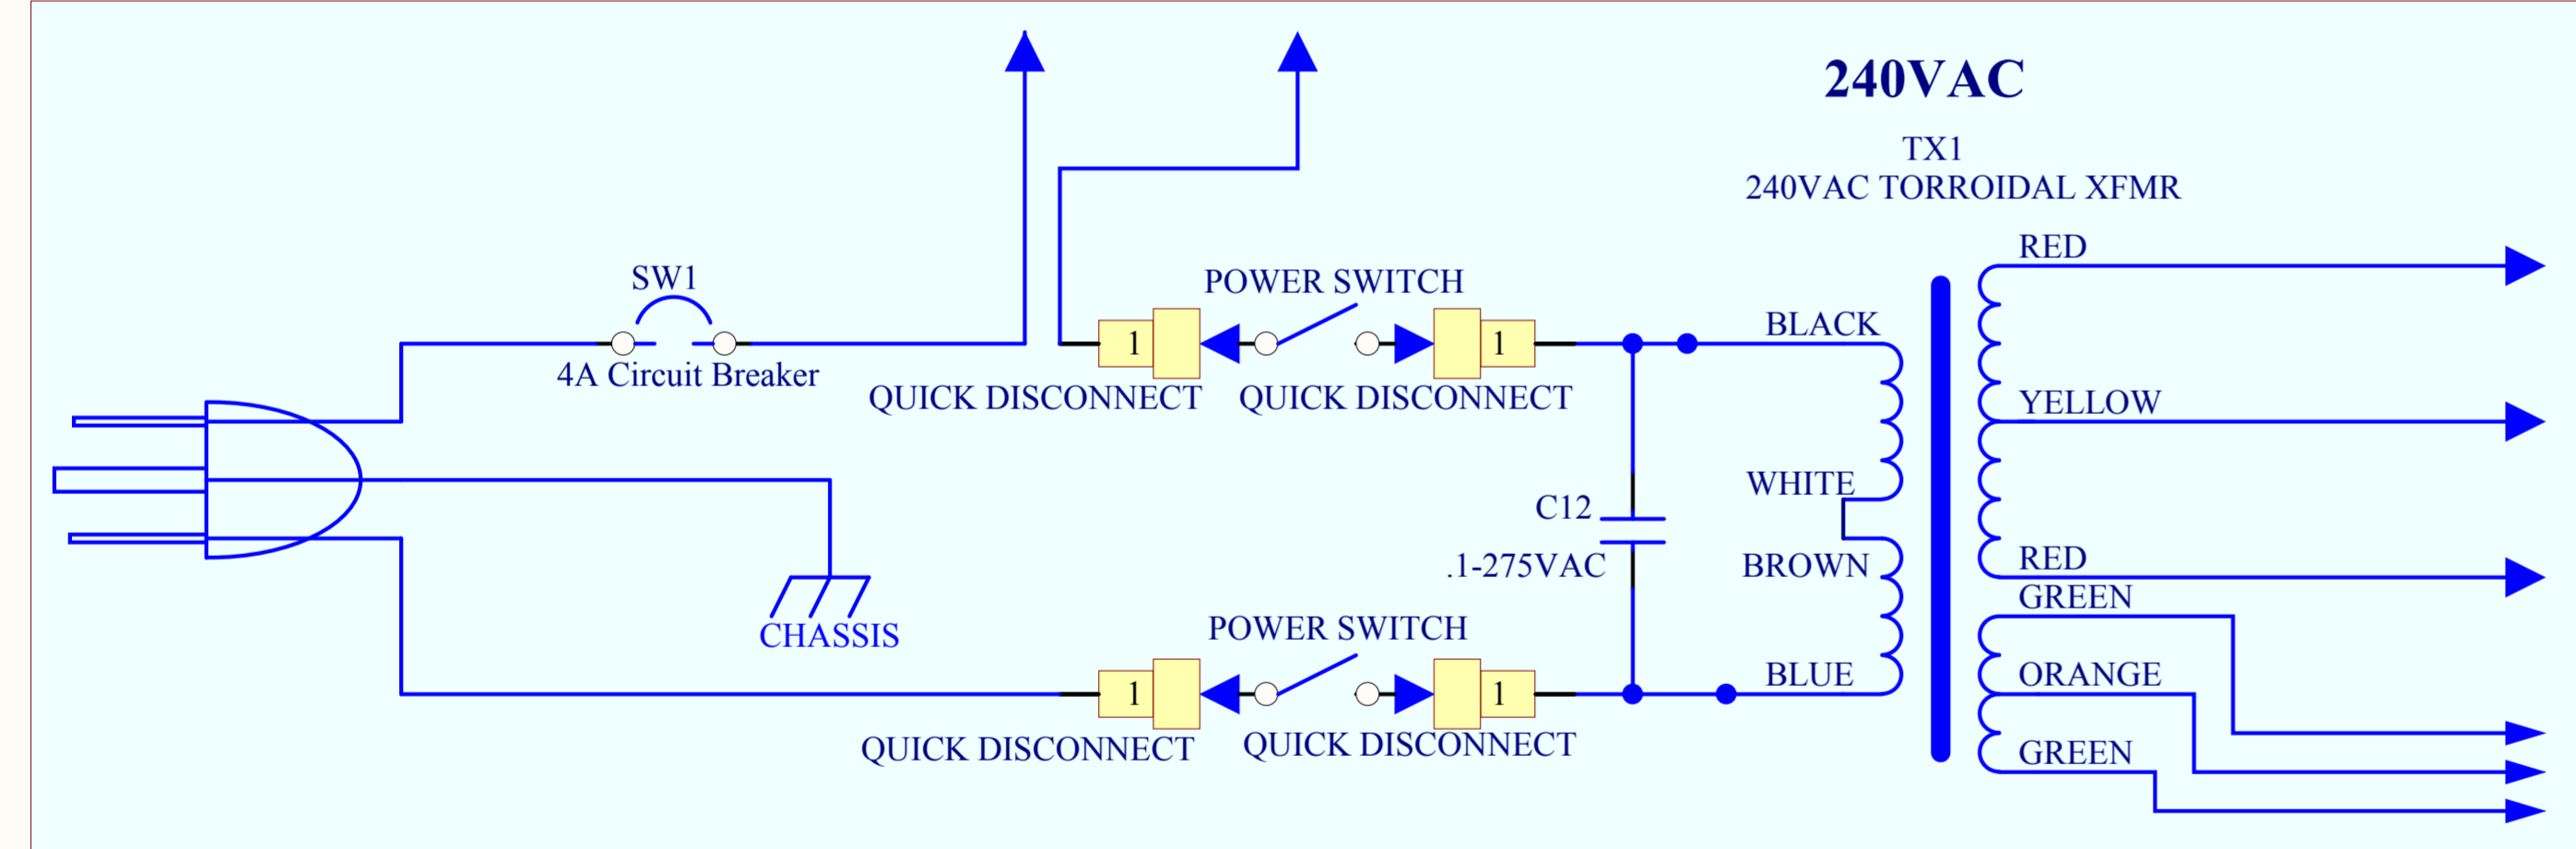 240VAC
TX1
240VAC TORROIDAL XFMR
RED
SW1
POWER SWITCH
BLACK
1
1
4A Circuit Breaker
QUICK DISCONNECT
QUICK DISCONNECT
YELLOW
WHITE
C12
.1-275VAC
BROWN
RED
GREEN
CHASSIS
POWER SWITCH
BLUE
ORANGE
1
1
QUICK DISCONNECT
QUICK DISCONNECT
GREEN